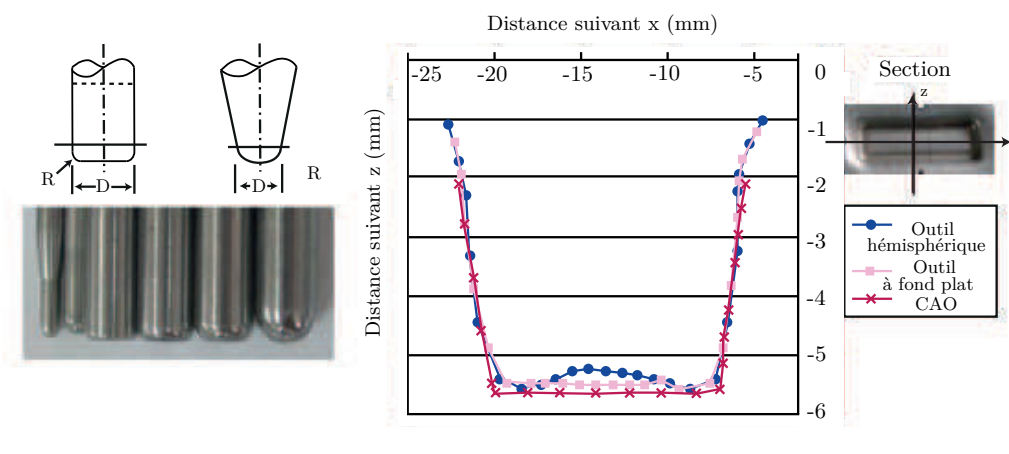 Distance suivant x (mm)
-25 -20 -15 -10 -5 0
-1
-2
-3
-4
-5
-6
Distance suivant z (mm)
R
D
D
R
Section
z
Outil
hémisphérique
Outil
à fond plat
CAO